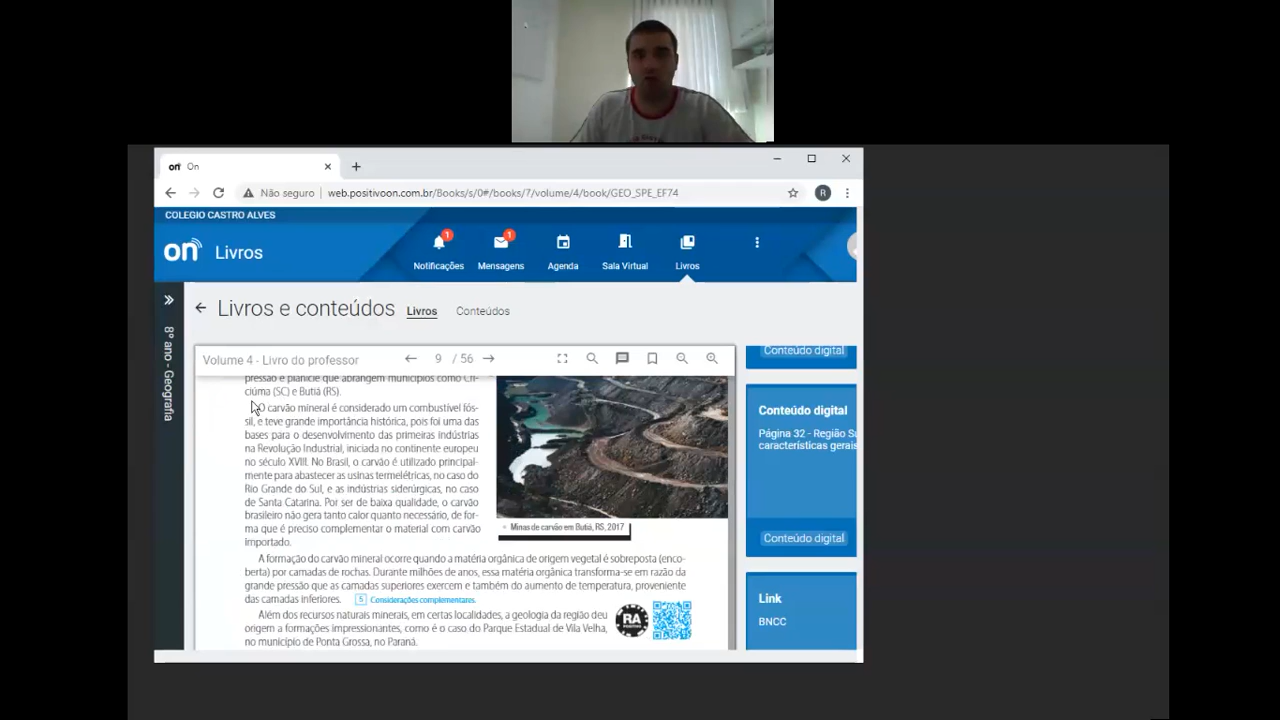 on On
Não seguro web.positivoon.com.br/Books/s/0#/books/7/volume/4/book/GEO_SPE_EF74 R
COLEGIO CASTRO ALVES
on Livros
1 1
Notificações Mensagens Agenda Sala Virtual Livros
8º ano - Geografia
Livros e conteúdos Livros Conteúdos
Volume 4 - Livro do professor 9 / 56
pressão e planície que abrangem municípios como Cri-
ciúma (SC) e Butiá (RS).
O carvão mineral é considerado um combustível fós-
sil, e teve grande importância histórica, pois foi uma das
bases para o desenvolvimento das primeiras indústrias
na Revolução Industrial, iniciada no continente europeu
no século XVIII. No Brasil, o carvão é utilizado principal-
mente para abastecer as usinas termelétricas, no caso do
Rio Grande do Sul, e as indústrias siderúrgicas, no caso
de Santa Catarina. Por ser de baixa qualidade, o carvão
brasileiro não gera tanto calor quanto necessário, de for-
ma que é preciso complementar o material com carvão
importado.
Minas de carvão em Butiá, RS, 2017
A formação do carvão mineral ocorre quando a matéria orgânica de origem vegetal é sobreposta (enco-
berta) por camadas de rochas. Durante milhões de anos, essa matéria orgânica transforma-se em razão da
grande pressão que as camadas superiores exercem e também do aumento de temperatura, proveniente
das camadas inferiores. 5 Considerações complementares.
Além dos recursos naturais minerais, em certas localidades, a geologia da região deu
origem a formações impressionantes, como é o caso do Parque Estadual de Vila Velha,
no município de Ponta Grossa, no Paraná.
RA
Conteúdo digital
Conteúdo digital
Página 32 - Região Su
características gerais
Conteúdo digital
Link
BNCC